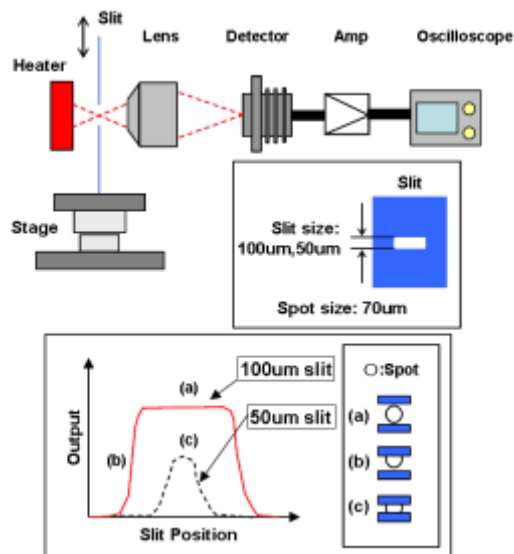 Slit
Lens
Detector
Amp
Oscilloscope
Heater
Stage
Slit
Slit size:
100um,50um
Spot size: 70um
(a)
100um slit
50um slit
(c)
(b)
Output
Slit Position
O:Spot
(a)
(b)
(c)